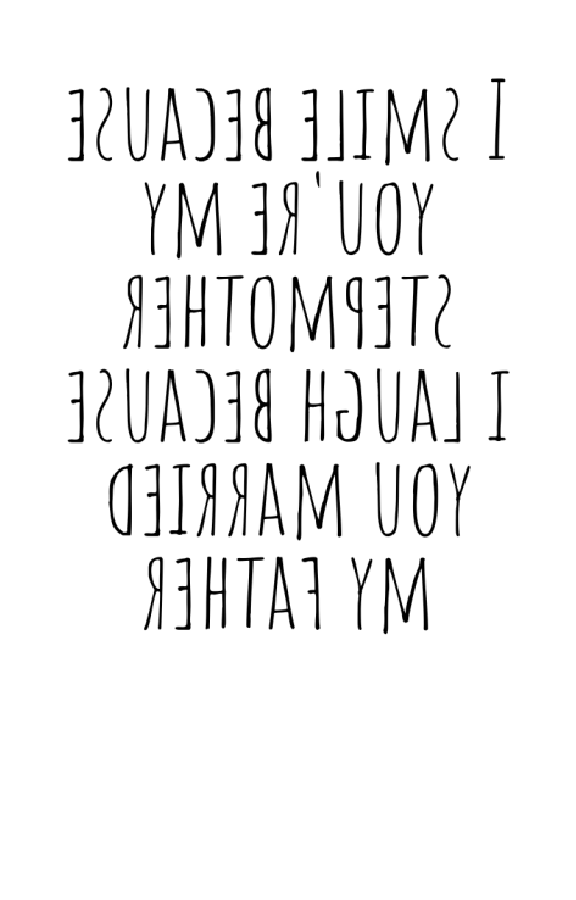 I SMILE BECAUSE
YOU'RE MY
STEPMOTHER
I LAUGH BECAUSE
YOU MARRIED
MY FATHER